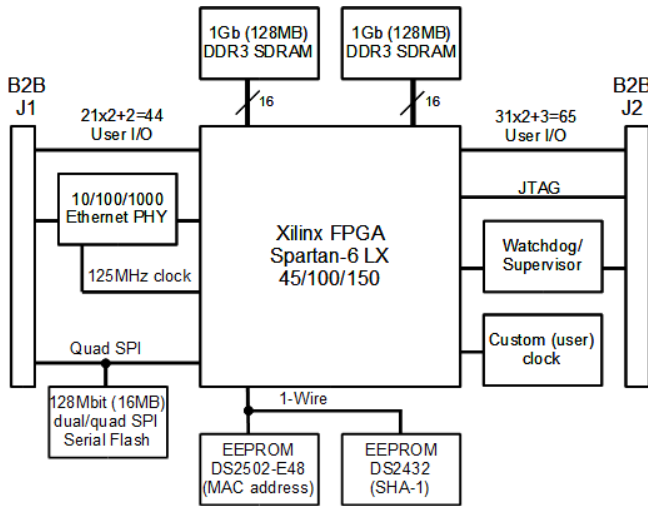 1Gb (128MB)
DDR3 SDRAM
1Gb (128MB)
DDR3 SDRAM
16
16
B2B
J1
21x2+2=44
User I/O
31x2+3=65
User I/O
B2B
J2
10/100/1000
Ethernet PHY
125MHz clock
Xilinx FPGA
Spartan-6 LX
45/100/150
JTAG
Watchdog/
Supervisor
Custom (user)
clock
Quad SPI
128Mbit (16MB)
dual/quad SPI
Serial Flash
1-Wire
EEPROM
DS2502-E48
(MAC address)
EEPROM
DS2432
(SHA-1)